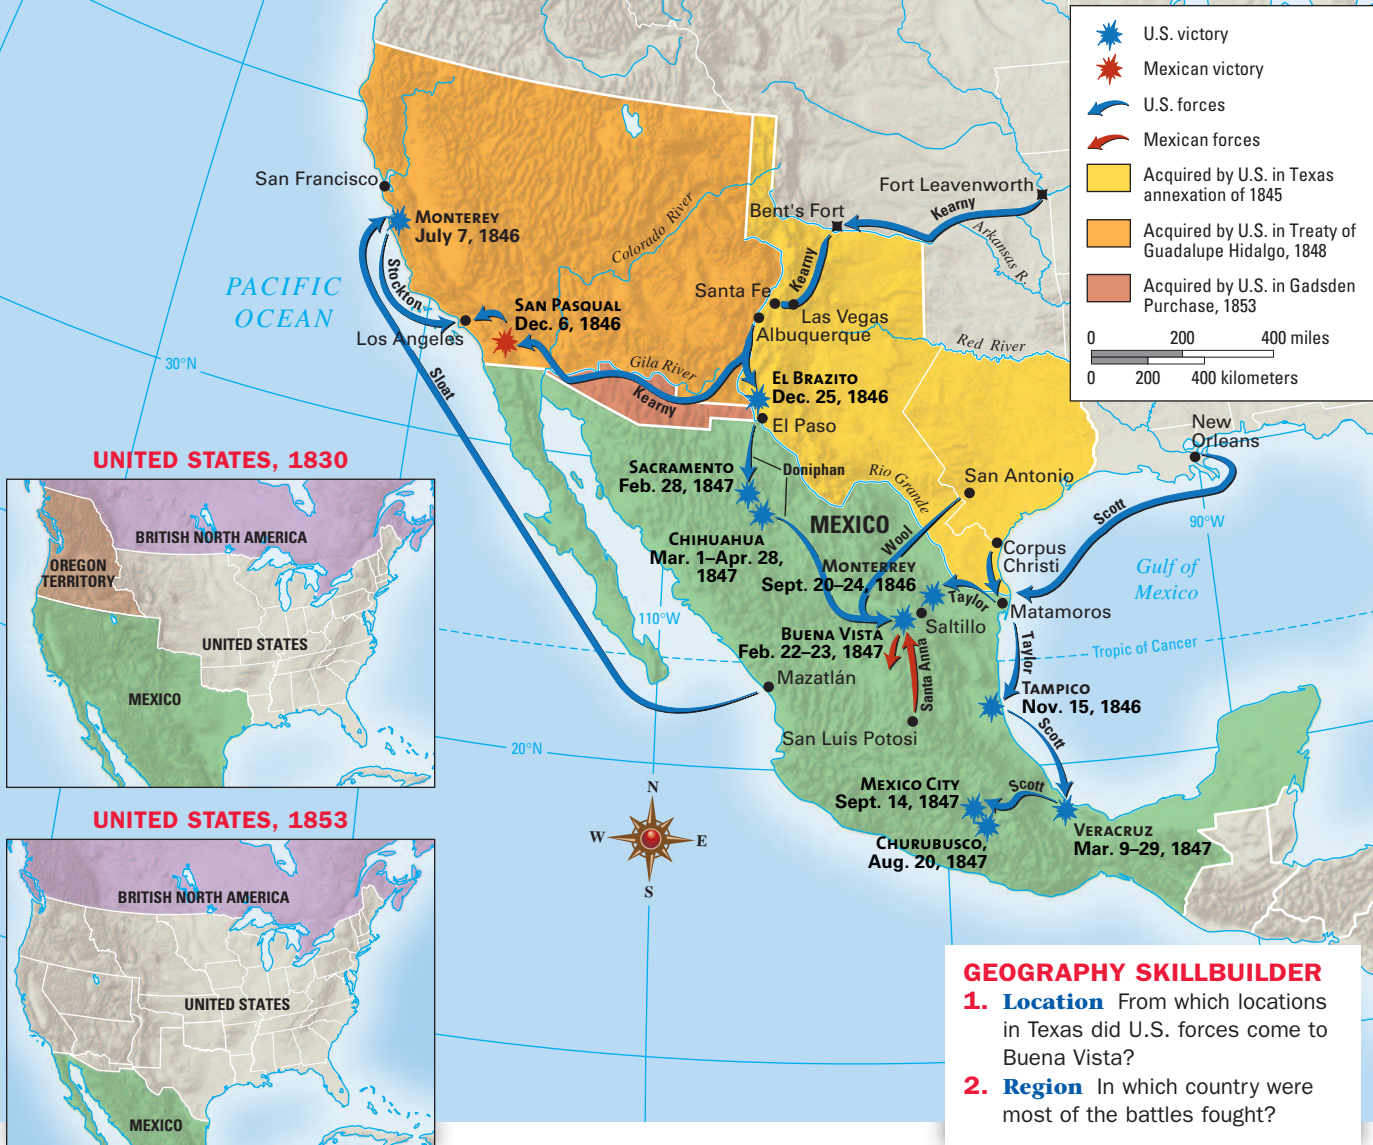 U.S. victory
Mexican victory
U.S. forces
Mexican forces
Acquired by U.S. in Texas
annexation of 1845
Acquired by U.S. in Treaty of
Guadalupe Hidalgo, 1848
Acquired by U.S. in Gadsden
Purchase, 1853
0 200 400 miles
0 200 400 kilometers
San Francisco
MONTEREY
July 7, 1846
Colorado River
Fort Leavenworth
Kearny
Bent's Fort
Arkansas R.
Kearny
PACIFIC
OCEAN
Stockton
Santa Fe
Las Vegas
Albuquerque
SAN PASQUAL
Dec. 6, 1846
Los Angeles
Red River
30°N
Sloat
Gila River
Kearny
EL BRAZITO
Dec. 25, 1846
El Paso
New
Orleans
SACRAMENTO
Feb. 28, 1847
Doniphan
Rio Grande
San Antonio
Scott
90°W
MEXICO
CHIHUAHUA
Mar. 1–Apr. 28,
1847
Wool
Corpus
Christi
Gulf of
Mexico
MONTERREY
Sept. 20–24, 1846
Taylor
Matamoros
110°W
Saltillo
BUENA VISTA
Feb. 22–23, 1847
Taylor
Tropic of Cancer
Santa Anna
Mazatlán
TAMPICO
Nov. 15, 1846
San Luis Potosi
20°N
Scott
MEXICO CITY
Sept. 14, 1847
Scott
CHURUBUSCO,
Aug. 20, 1847
VERACRUZ
Mar. 9–29, 1847
N
W E
S
UNITED STATES, 1830
BRITISH NORTH AMERICA
OREGON
TERRITORY
UNITED STATES
MEXICO
UNITED STATES, 1853
BRITISH NORTH AMERICA
UNITED STATES
MEXICO
GEOGRAPHY SKILLBUILDER
1. Location From which locations
in Texas did U.S. forces come to
Buena Vista?
2. Region In which country were
most of the battles fought?